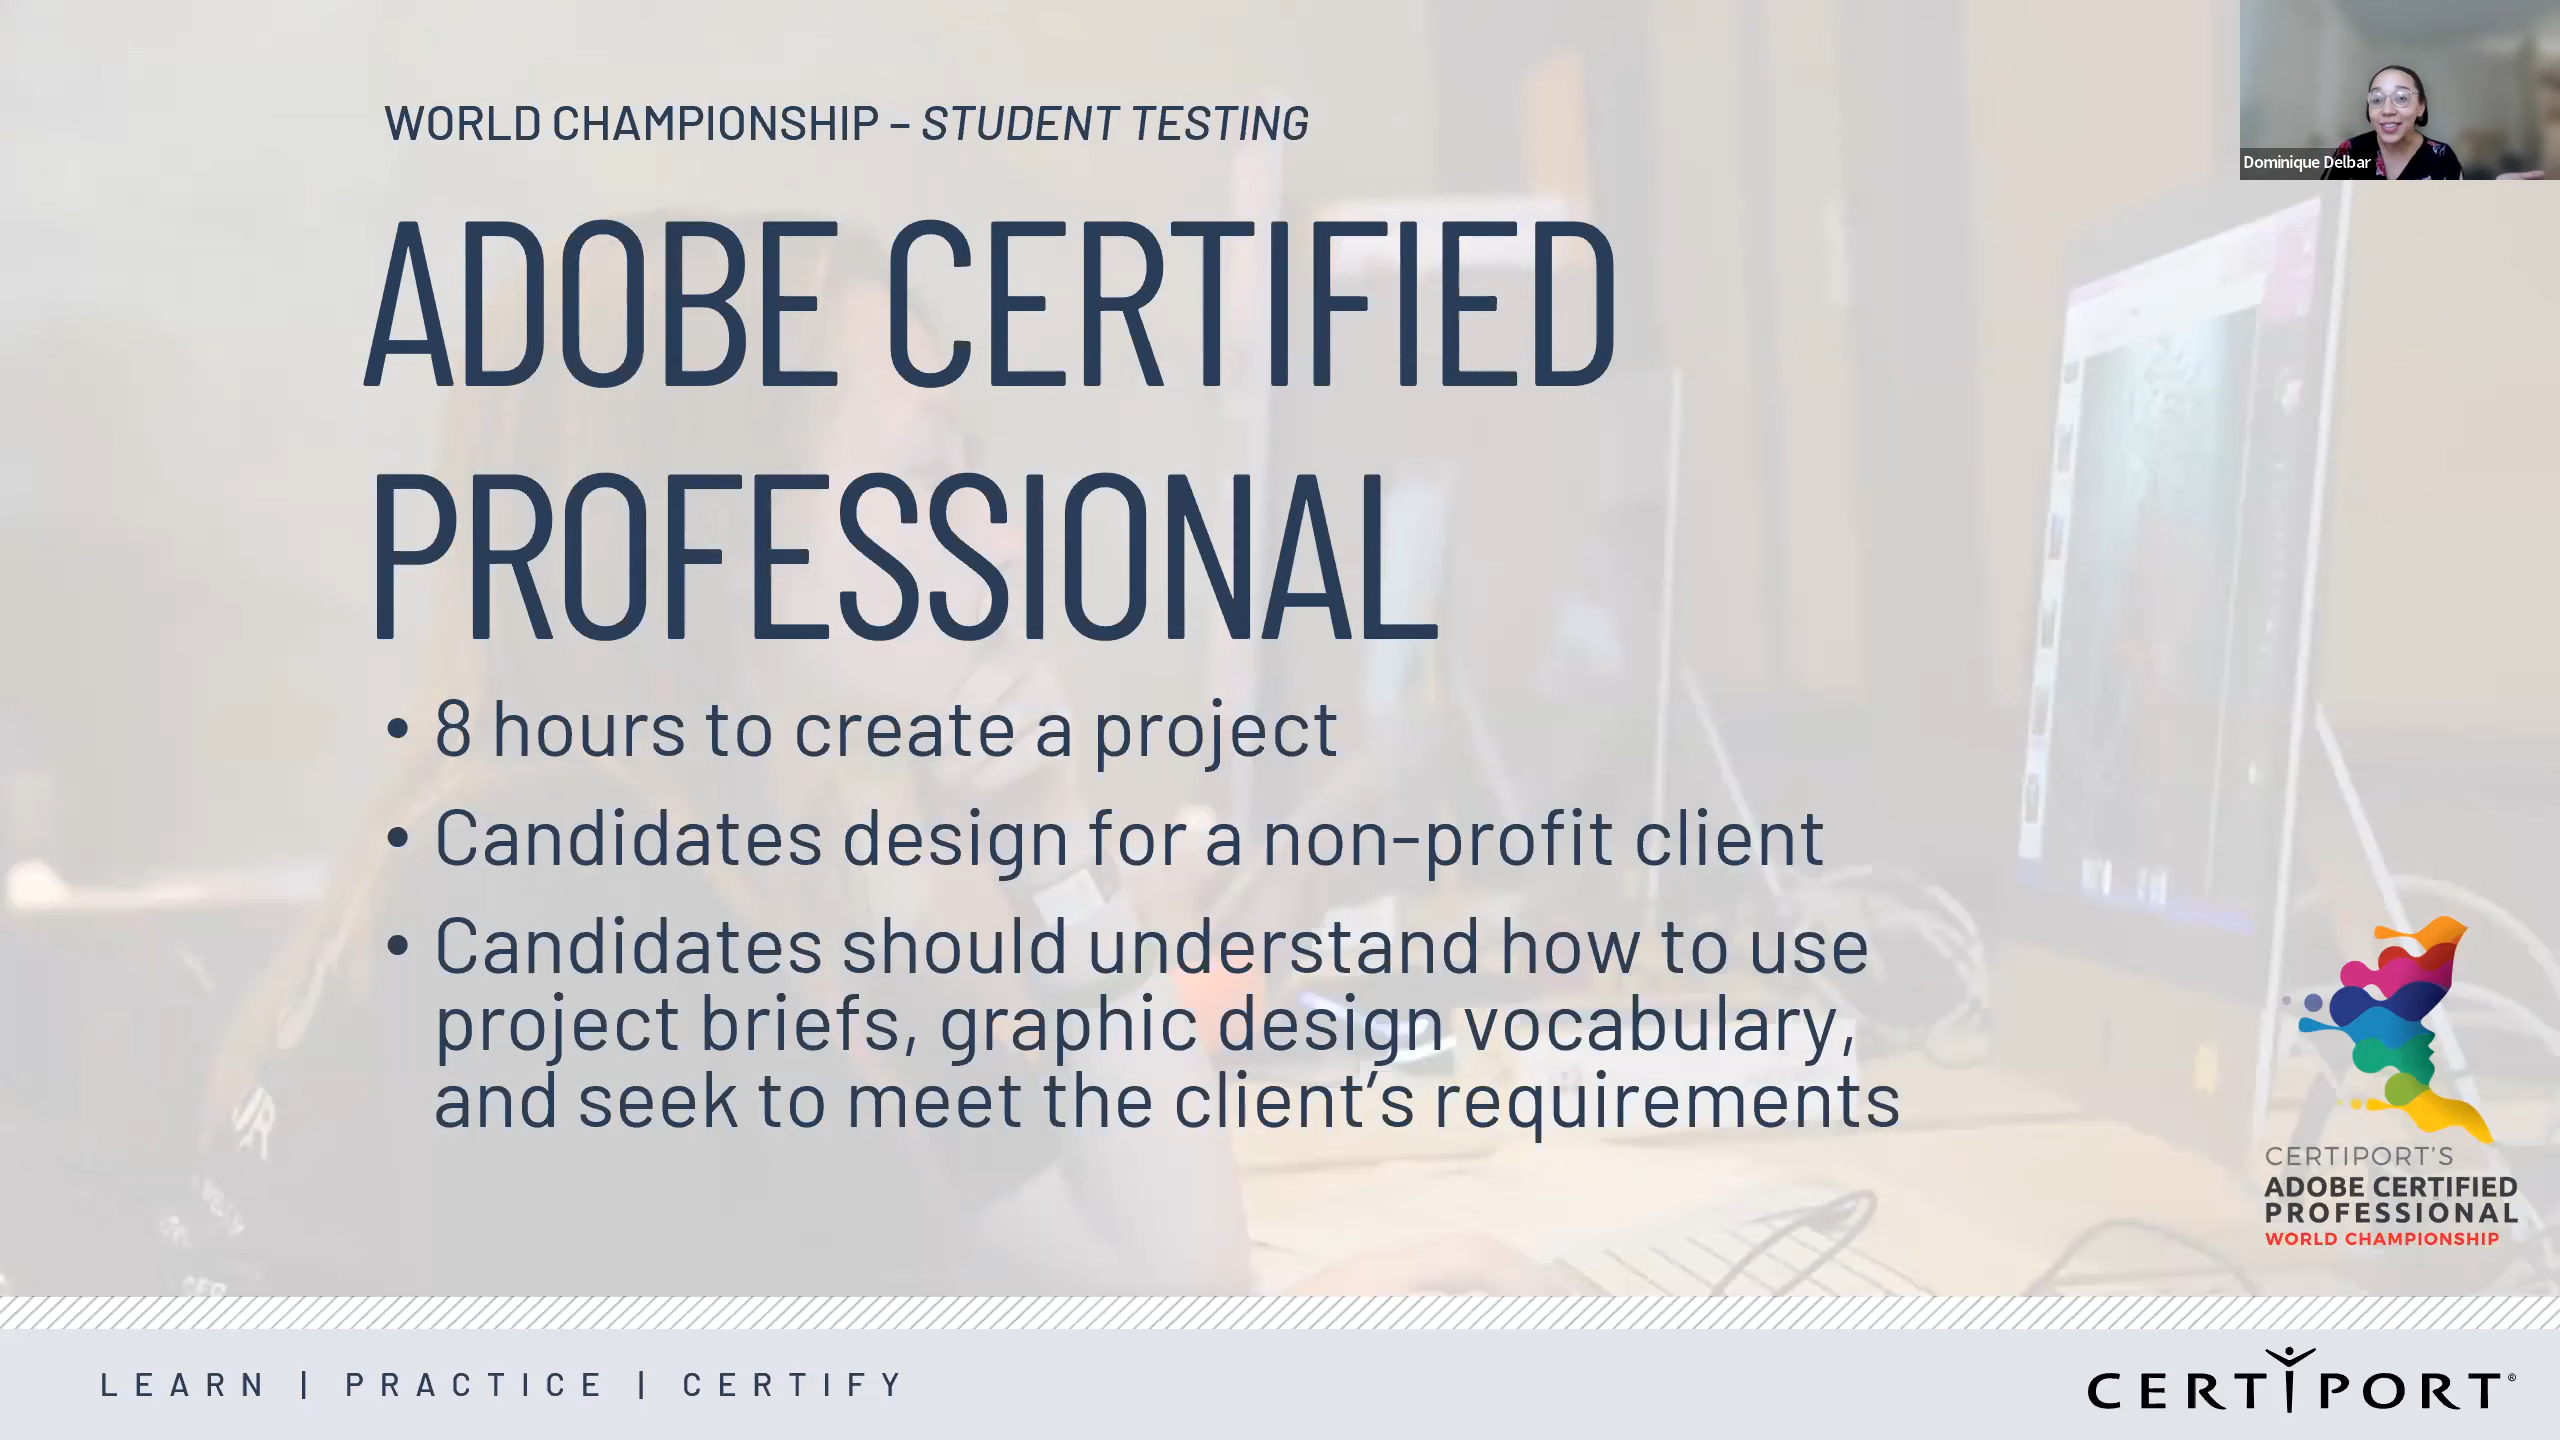 WORLD CHAMPIONSHIP – STUDENT TESTING
Dominique Delbar
ADOBE CERTIFIED
PROFESSIONAL
• 8 hours to create a project
• Candidates design for a non-profit client
• Candidates should understand how to use
project briefs, graphic design vocabulary,
and seek to meet the client’s requirements
CERTIPORT'S
ADOBE CERTIFIED
PROFESSIONAL
WORLD CHAMPIONSHIP
LEARN | PRACTICE | CERTIFY
CERTIPORT®